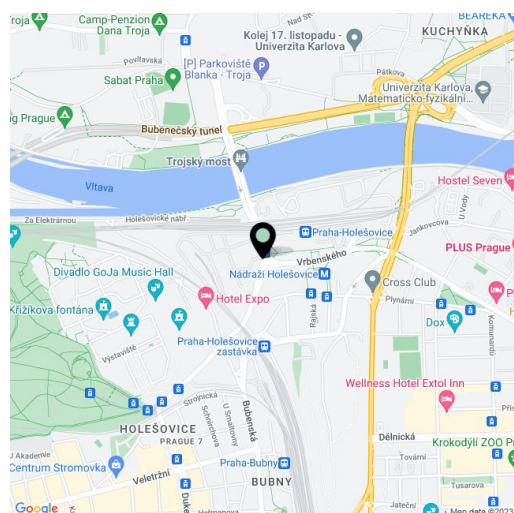 Troja
Camp-Penzion
Dana Troja
Kolej 17. listopadu -
Univerzita Karlova
BEAREKA
KUCHYŇKA
Povltavská
[P] Parkoviště
Blanka - Troja
Sabat Praha
Pátkova
Univerzita Karlova,
Matematicko-fyzikální...
ng Prague
Bubenečský tunel
Trojský most
Vltava
Hostel Seven
Za Elektrárnou
Holešovické nábř.
Praha-Holešovice
Jankovcova
U Vody
PLUS Prague
Vrbenského
Divadlo GoJa Music Hall
Nádraží Holešovice
Cross Club
Křižíkova fontána
Hotel Expo
Rajská
Plynární
Dox
Komunardů
Praha-Holešovice
zastávka
Výstaviště
Wellness Hotel Extol Inn
Strojnická
U Smaltovny
Schnirchova
Bubenská
HOLEŠOVICE
PRAGUE 7
Dělnická
U Akademie
Krokodýlí ZOO P
Centrum Stromovka
Praha-Bubny
Tovární
Veletržní
BUBNY
Tusarova
Duke
Heřmanova
Jateční
Google
Map data ©2023